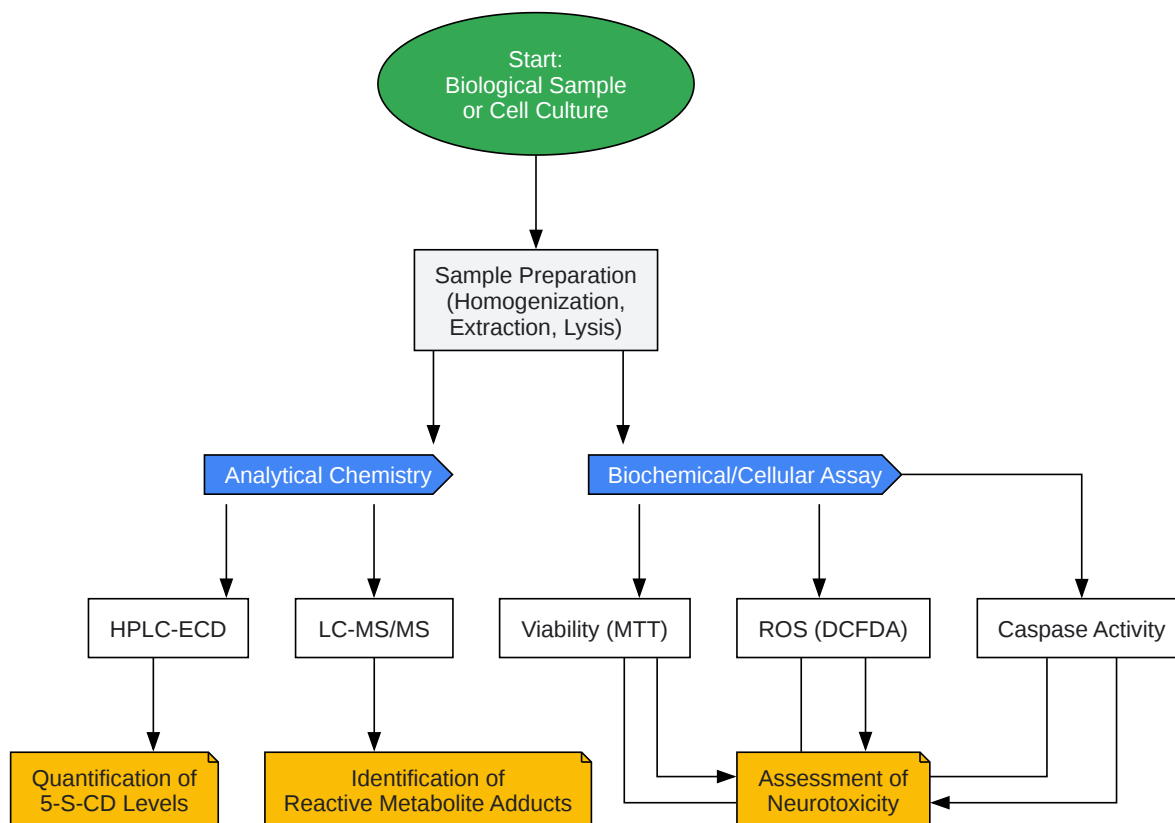 Start:
Biological Sample
or Cell Culture
Sample Preparation
(Homogenization,
Extraction, Lysis)
Analytical Chemistry
Biochemical/Cellular Assay
HPLC-ECD
LC-MS/MS
Viability (MTT)
ROS (DCFDA)
Caspase Activity
Quantification of
5-S-CD Levels
Identification of
Reactive Metabolite Adducts
Assessment of
Neurotoxicity